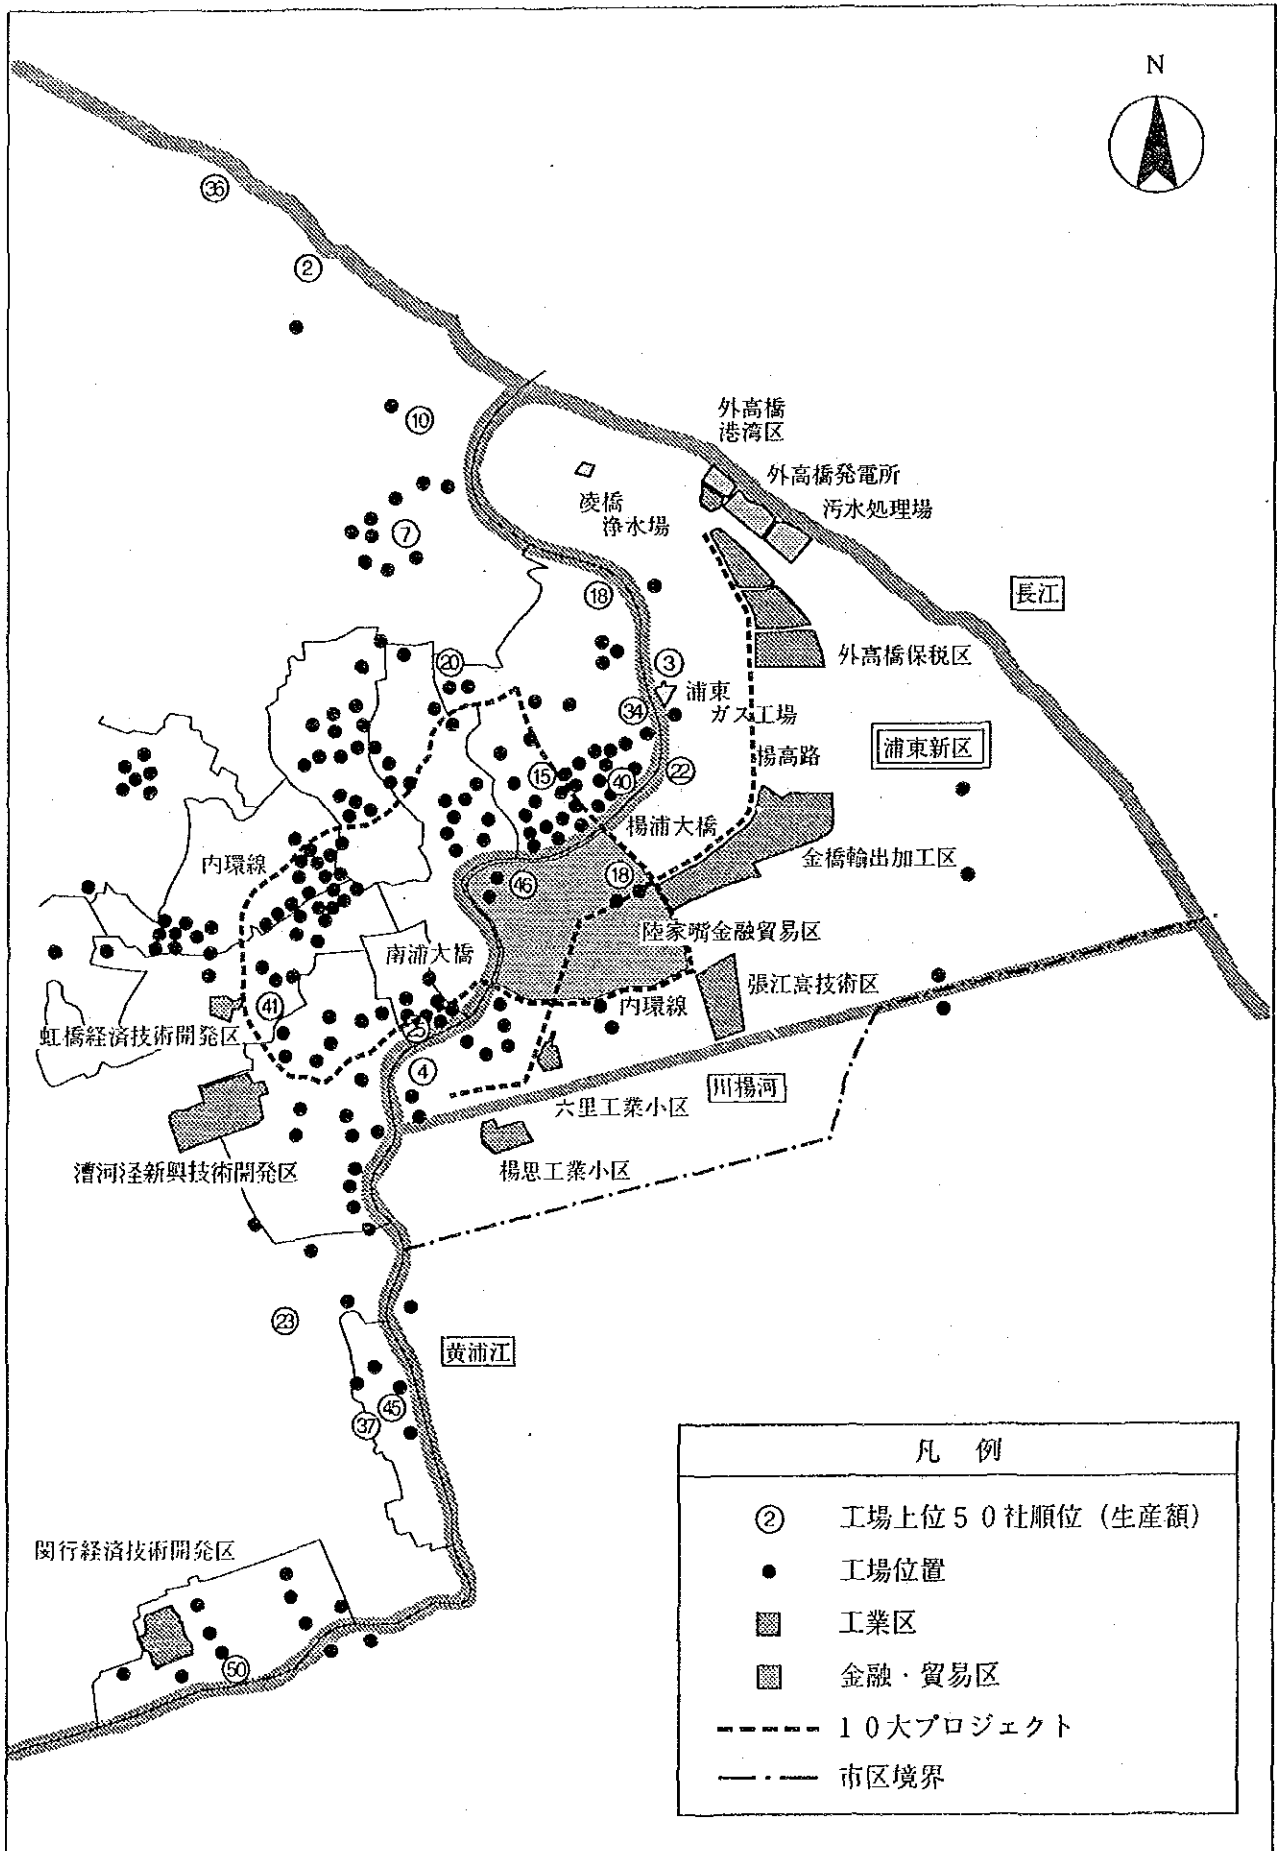 N
㊱
②
⑩
外高橋
港湾区
外高橋発電所
汚水処理場
凌橋
浄水場
⑦
長江
⑱
外高橋保税区
⑳
③
浦東
ガス工場
㉞
浦東新区
楊高路
⑮
㊵
㉒
楊浦大橋
金橋輸出加工区
内環線
㊻
⑱
陸家嘴金融貿易区
南浦大橋
張江高技術区
㊶
内環線
虹橋経済技術開発区
㉕
④
川楊河
六里工業小区
漕河泾新興技術開発区
楊思工業小区
㉓
黄浦江
㊺
㊲
凡 例
② 工場上位50社順位(生産額)
工場位置
工業区
金融・貿易区
10大プロジェクト
市区境界
閔行経済技術開発区
㊿